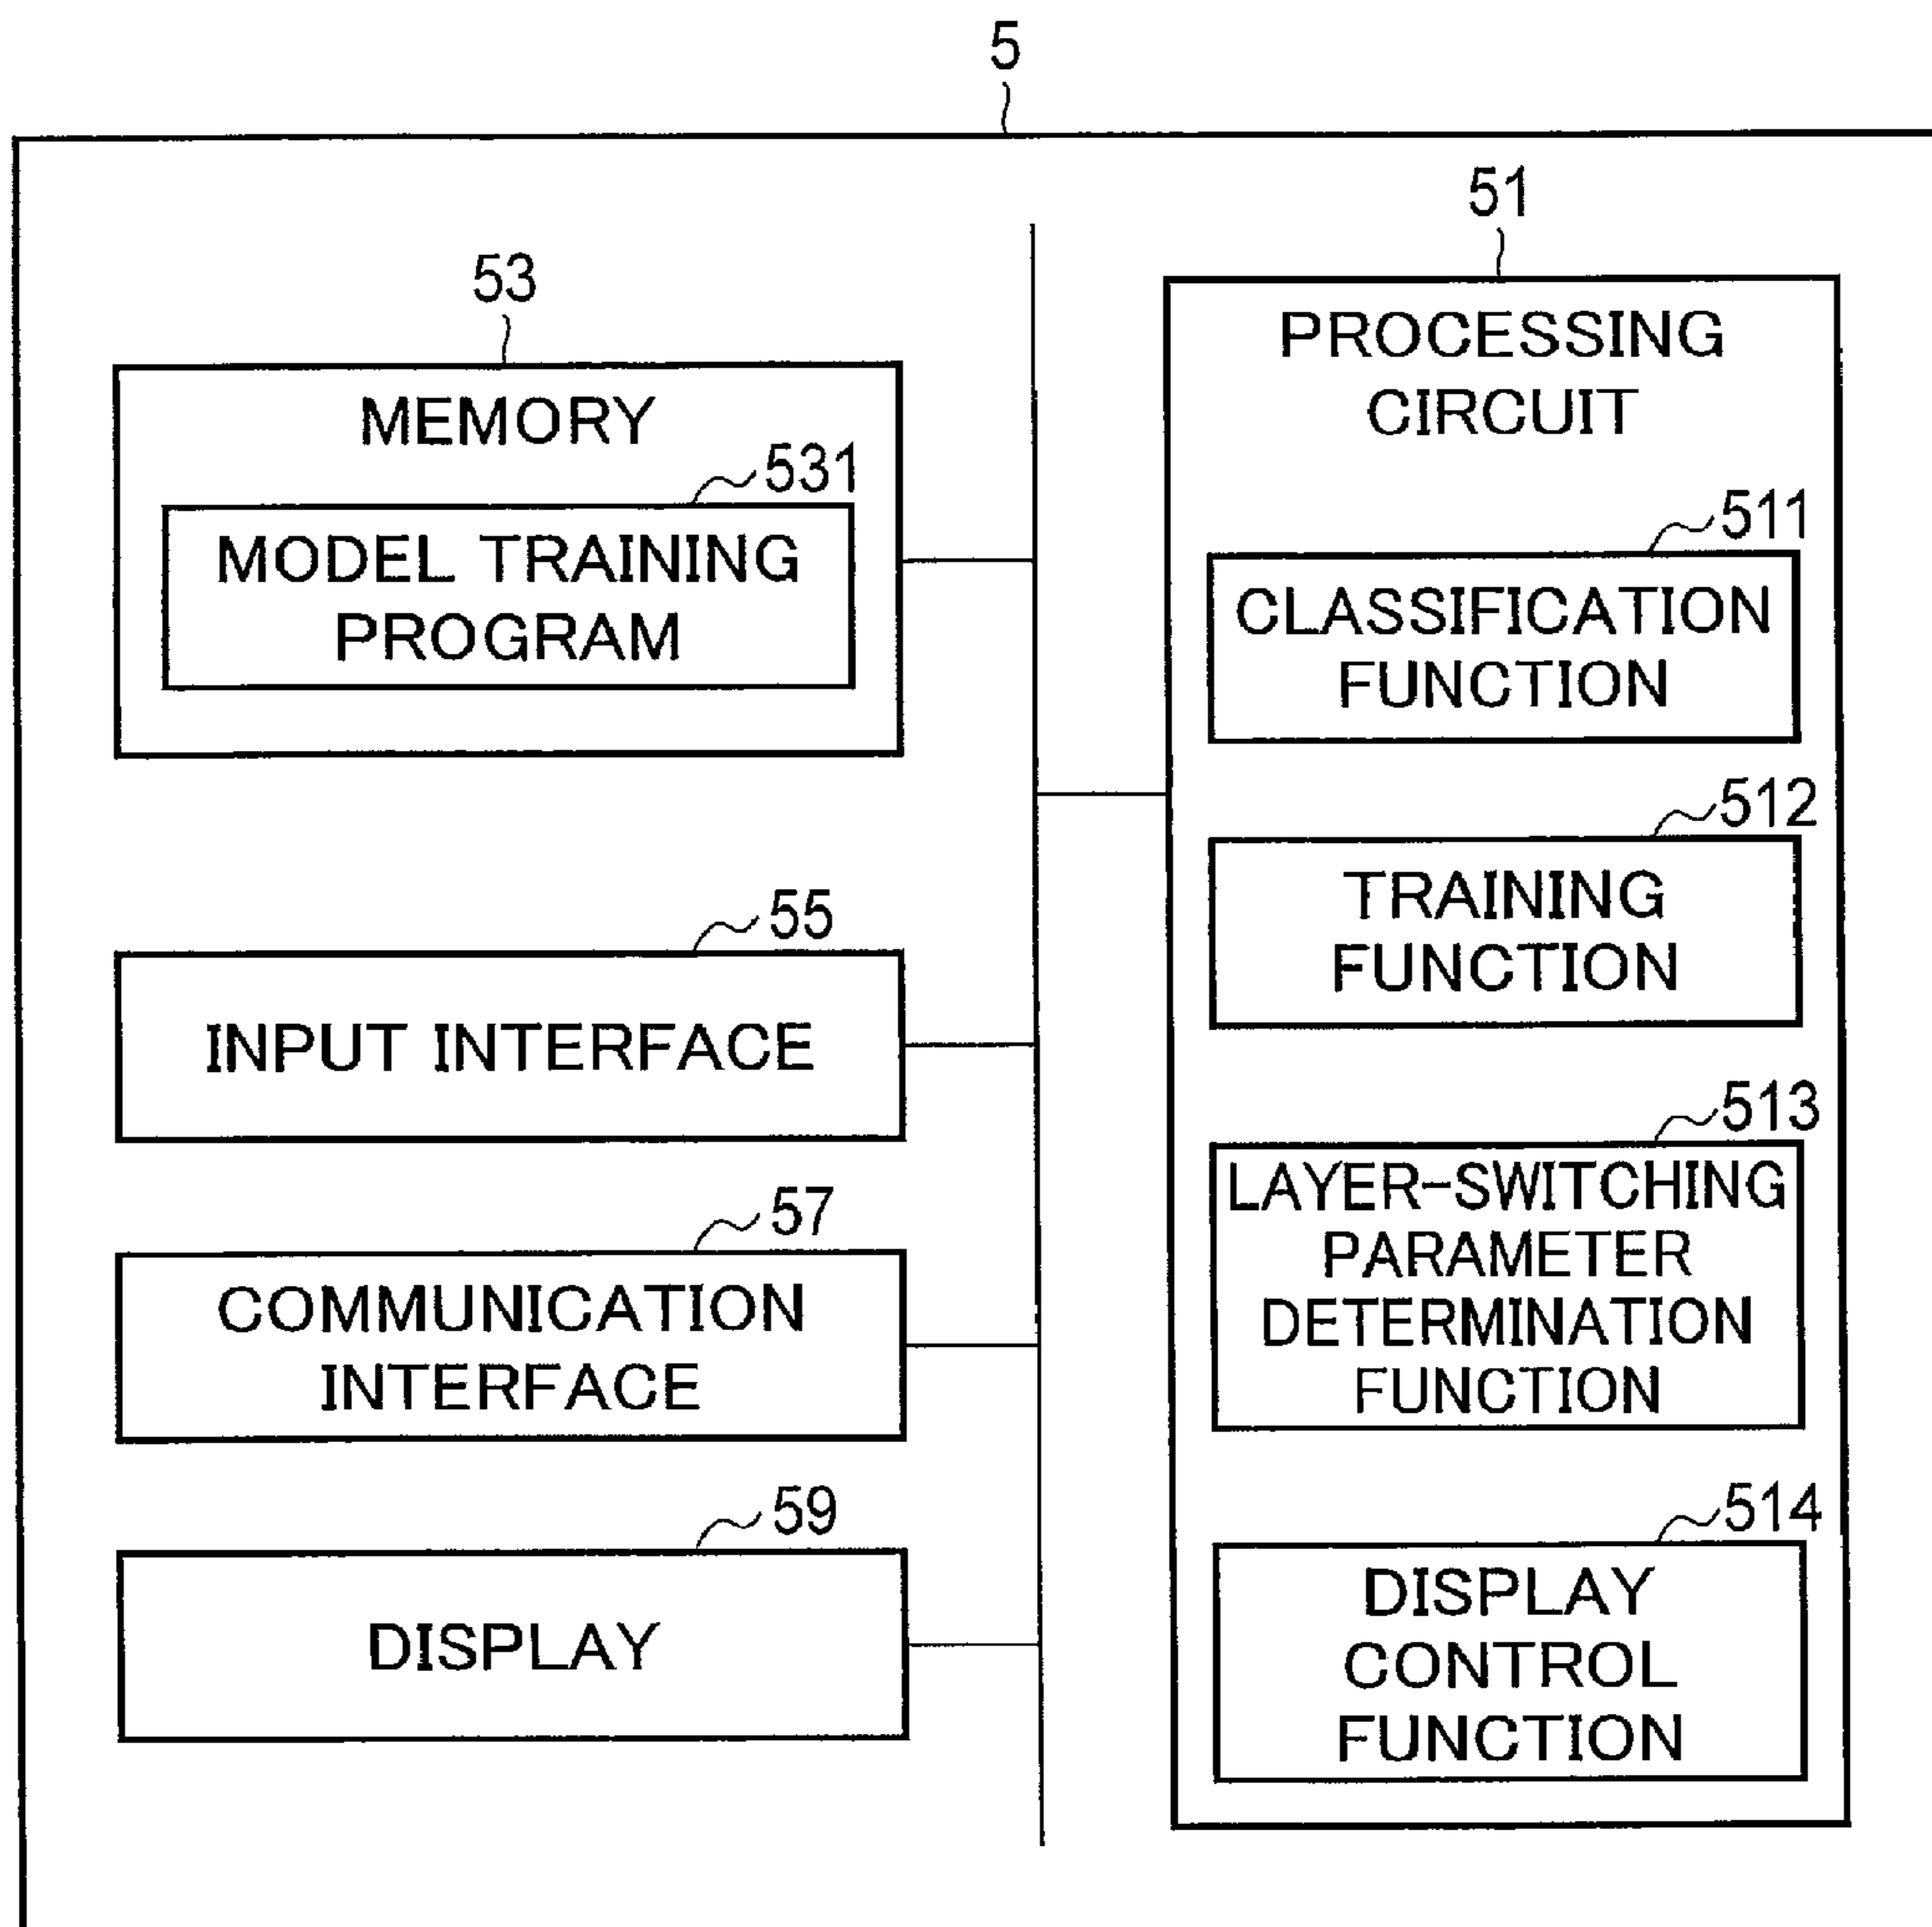 5
53
MEMORY
531
MODEL TRAINING
PROGRAM
55
INPUT INTERFACE
57
COMMUNICATION
INTERFACE
59
DISPLAY
51
PROCESSING
CIRCUIT
511
CLASSIFICATION
FUNCTION
512
TRAINING
FUNCTION
513
LAYER-SWITCHING
PARAMETER
DETERMINATION
FUNCTION
514
DISPLAY
CONTROL
FUNCTION